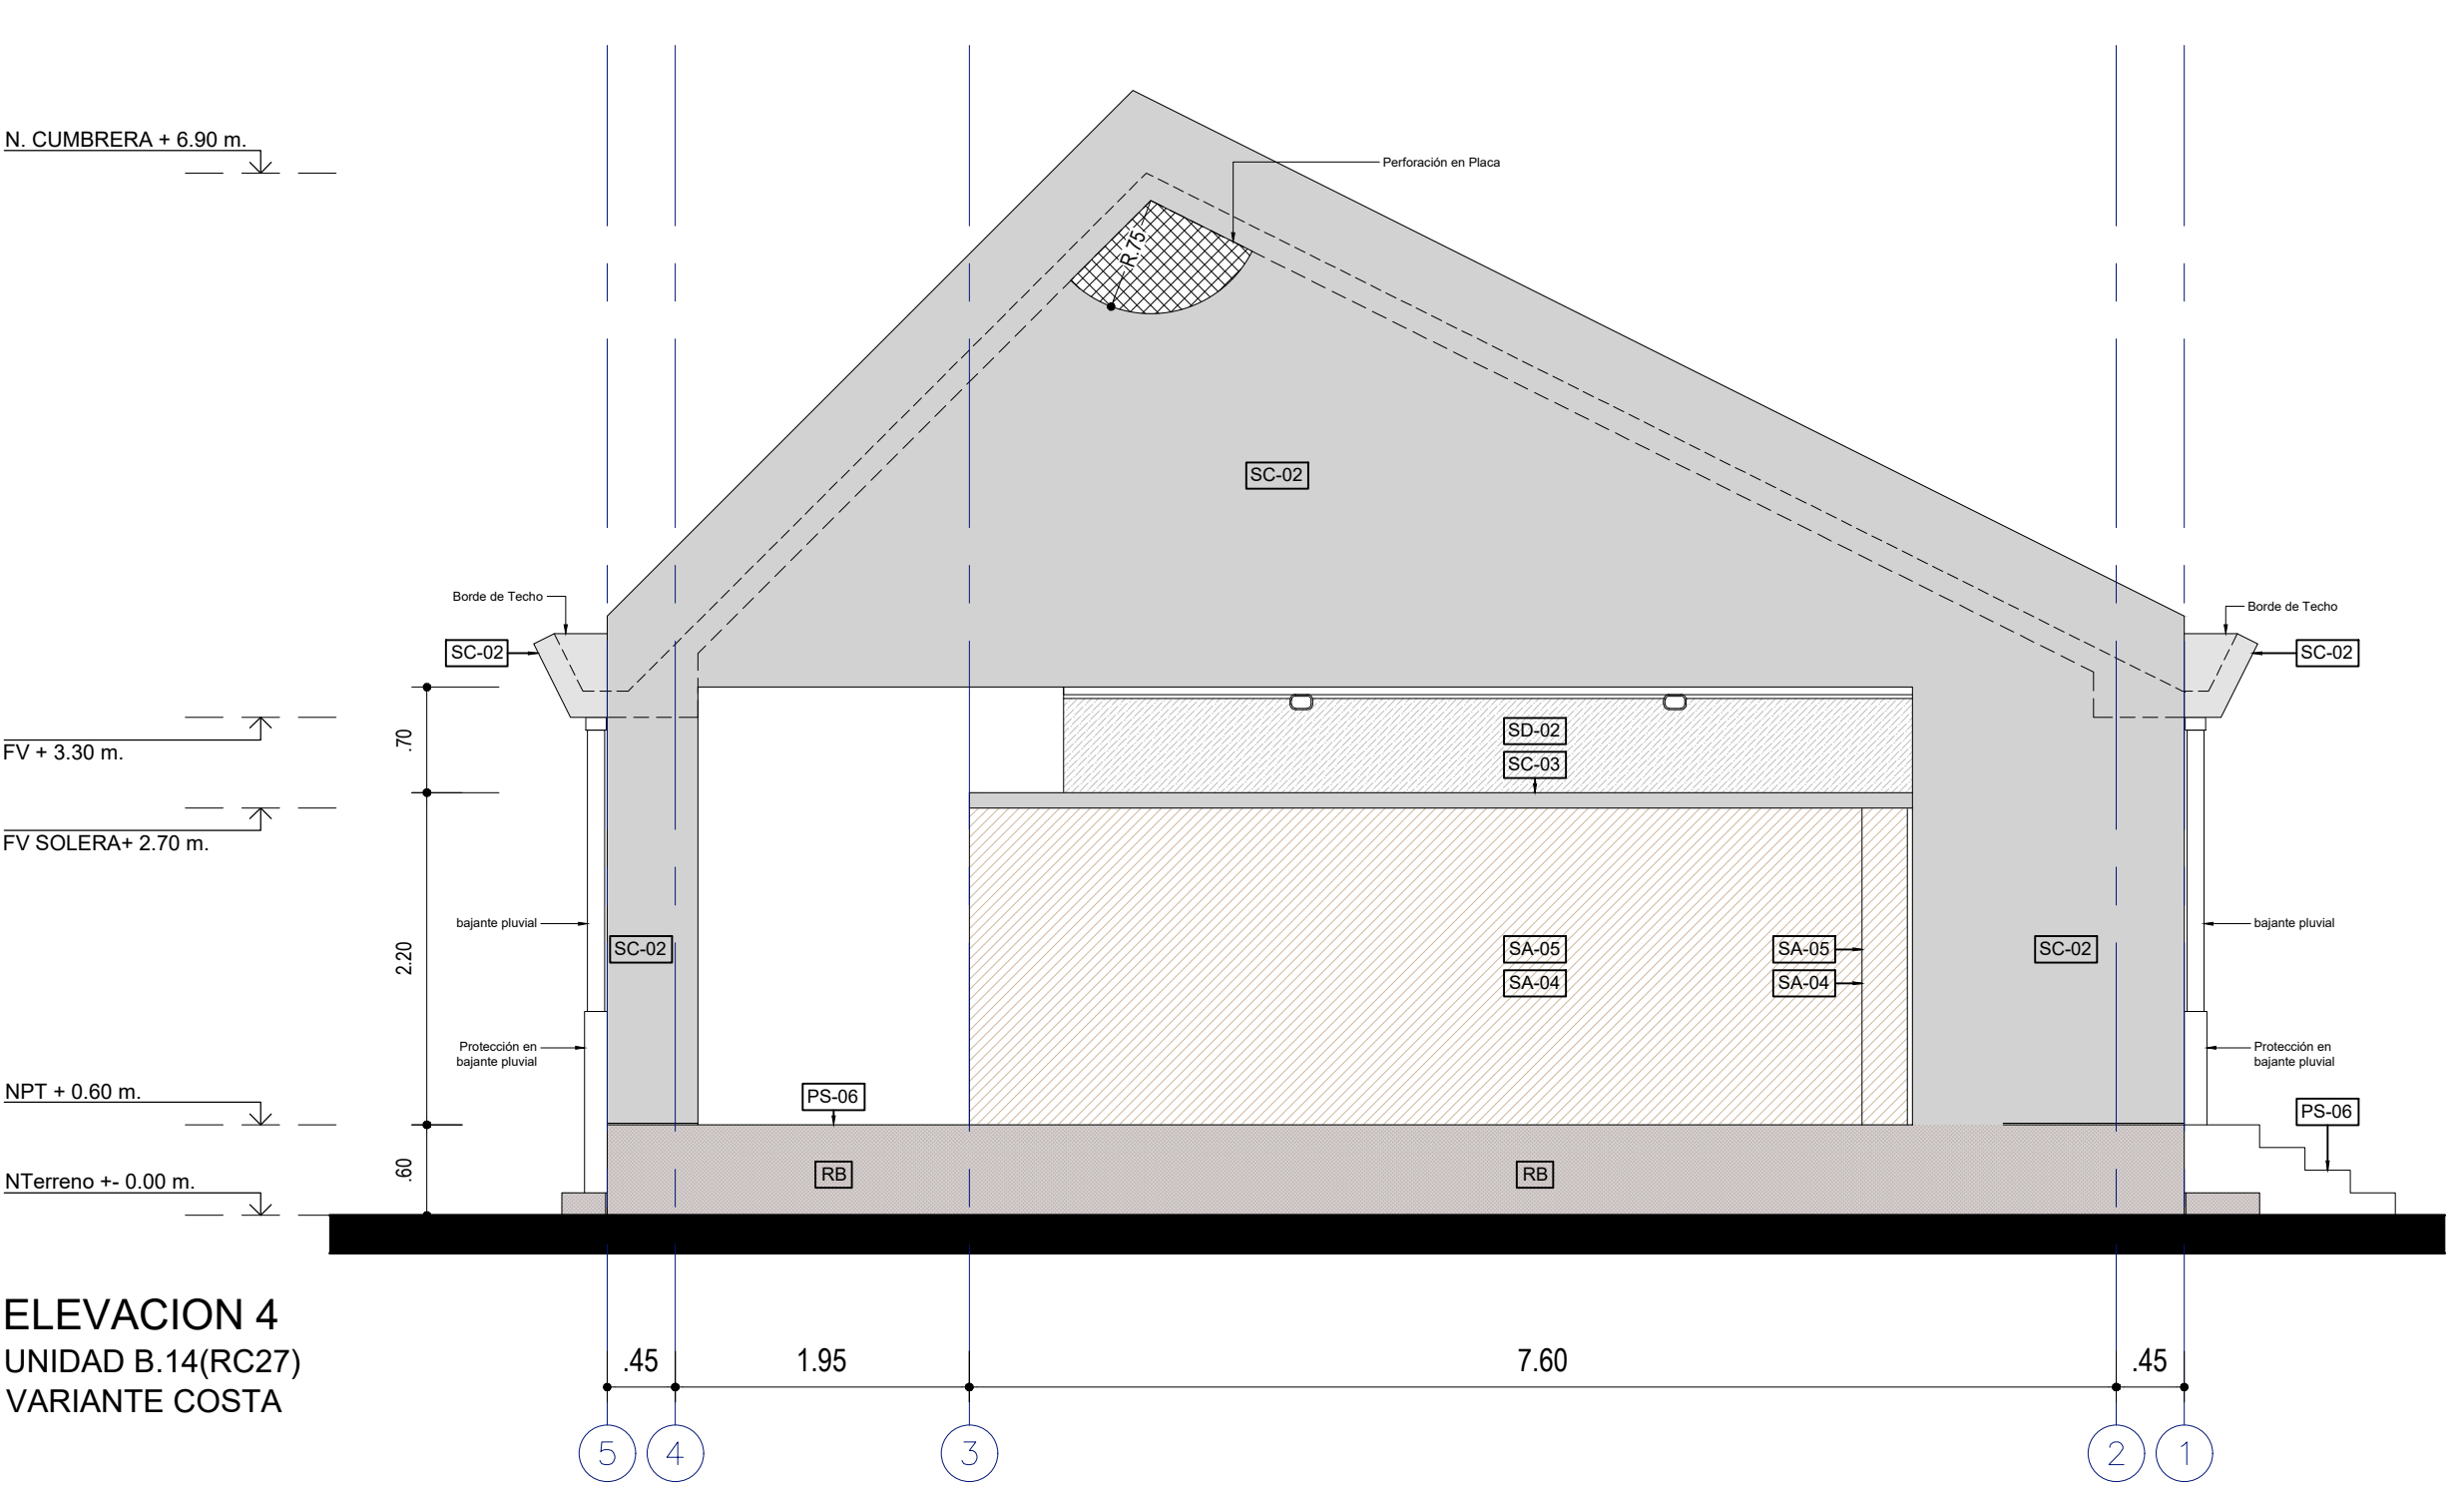 N. CUMBRERA + 6.90 m.
Perforación en Placa
R.75
SC-02
Borde de Techo
Borde de Techo
SC-02
SC-02
.70
SD-02
FV + 3.30 m.
SC-03
FV SOLERA+ 2.70 m.
bajante pluvial
bajante pluvial
2.20
SC-02
SA-05
SA-05
SC-02
SA-04
SA-04
Protección en
bajante pluvial
Protección en
bajante pluvial
NPT + 0.60 m.
PS-06
PS-06
.60
RB
RB
NTerreno +- 0.00 m.
ELEVACION 4
UNIDAD B.14(RC27)
VARIANTE COSTA
.45
1.95
7.60
.45
5
4
3
2
1